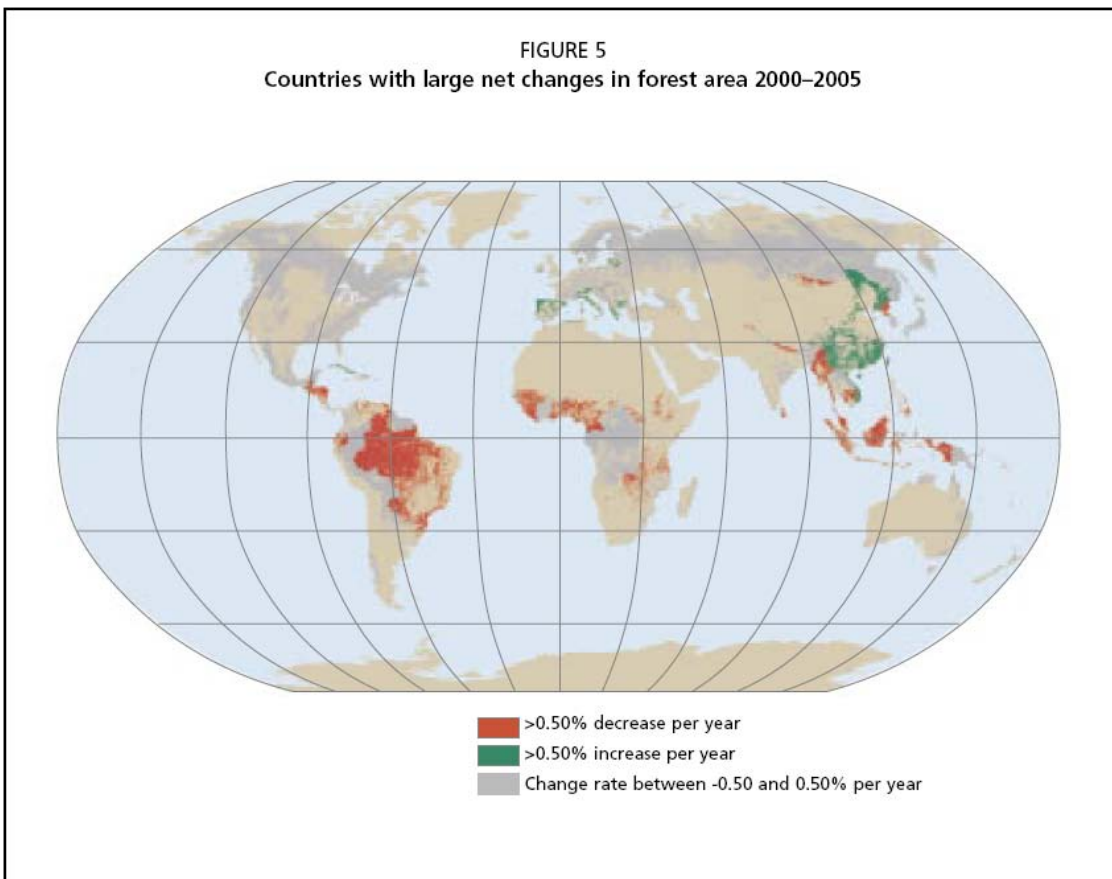 FIGURE 5
Countries with large net changes in forest area 2000–2005
>0.50% decrease per year
>0.50% increase per year
Change rate between -0.50 and 0.50% per year